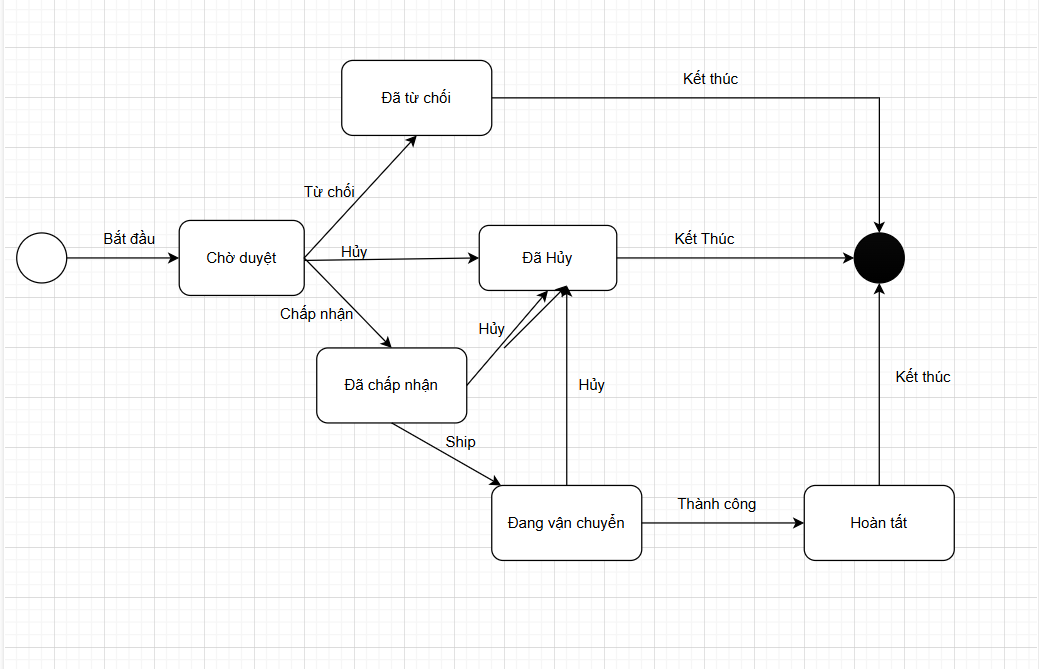 Đã từ chối
Kết thúc
Từ chối
Bắt đầu
Chờ duyệt
Hủy
Đã Hủy
Kết Thúc
Chấp nhận
Hủy
Đã chấp nhận
Hủy
Kết thúc
Ship
Đang vận chuyển
Thành công
Hoàn tất